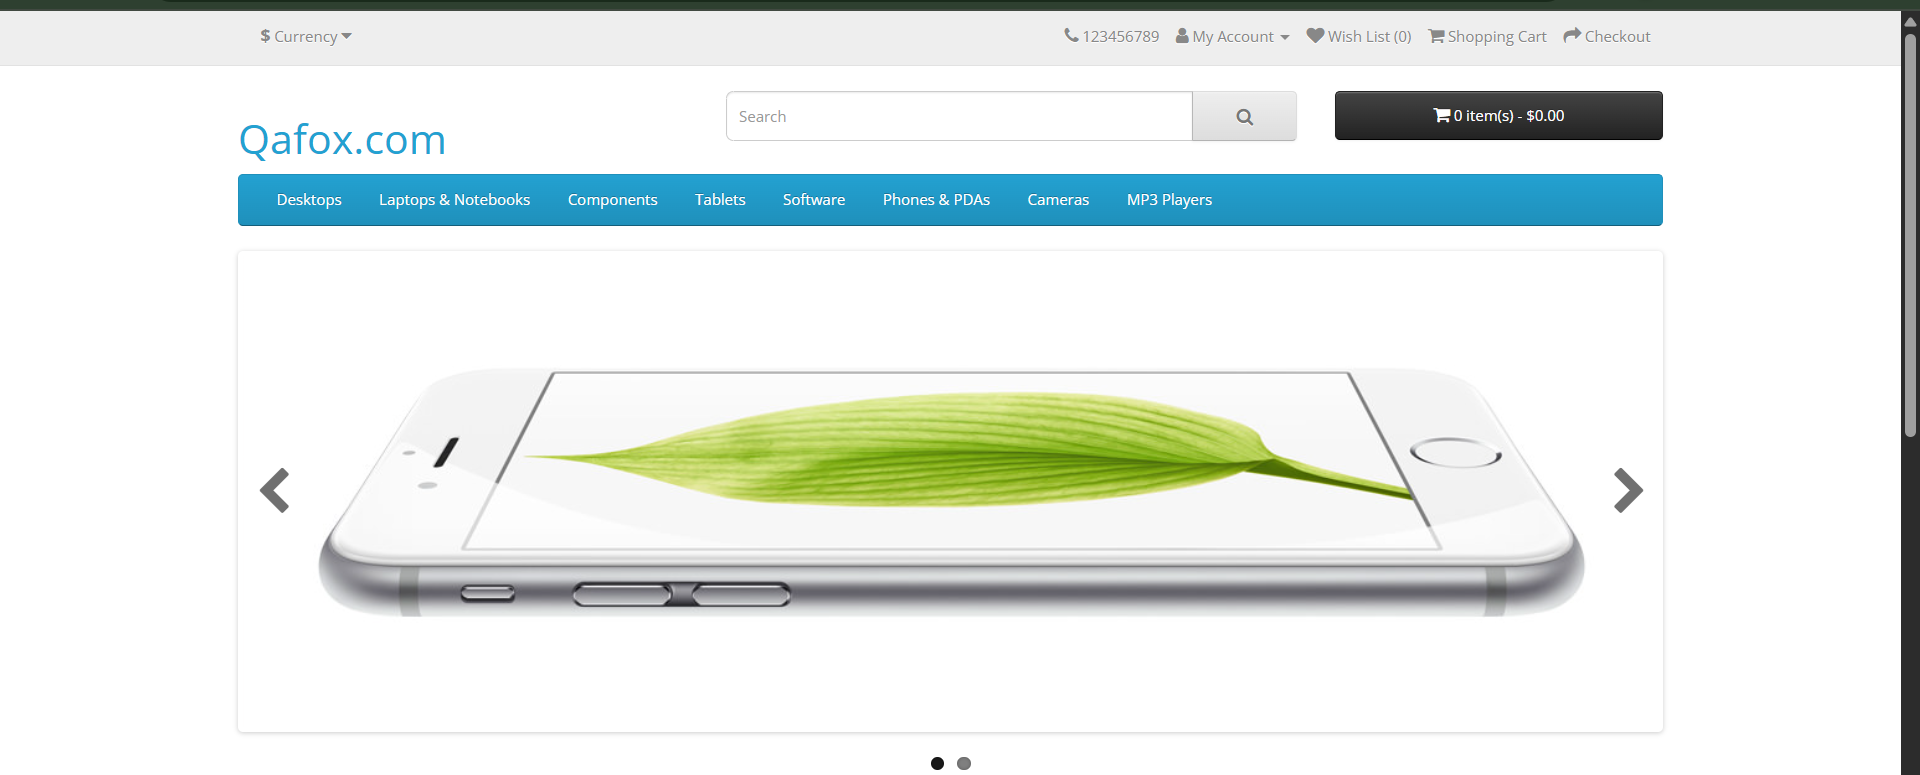 $ Currency
123456789 My Account Wish List (0) Shopping Cart Checkout
Search
0 item(s) - $0.00
Qafox.com
Desktops Laptops & Notebooks Components Tablets Software Phones & PDAs Cameras MP3 Players